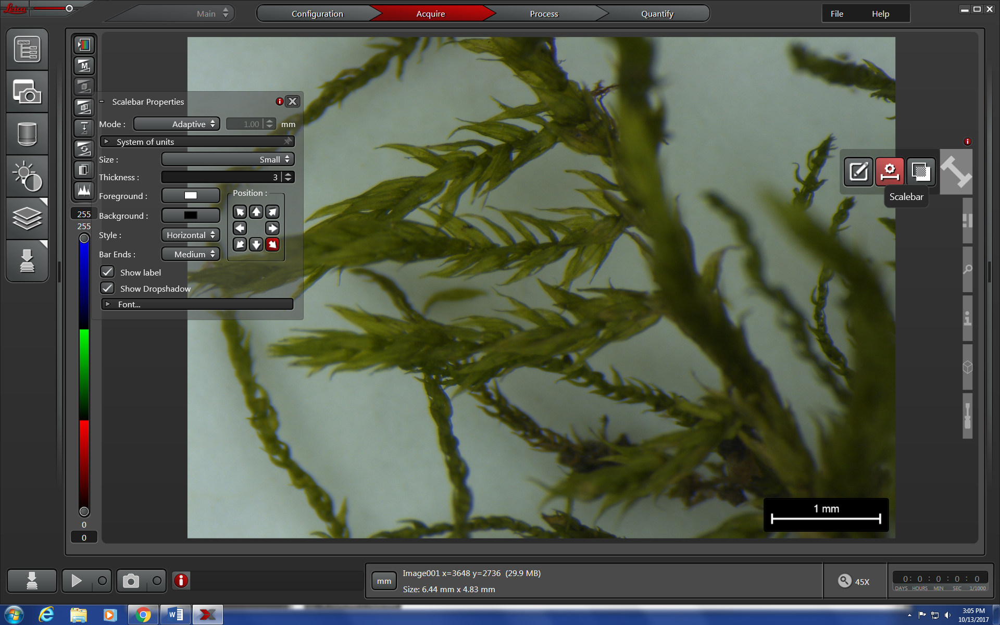 Leica
Main
Configuration
Acquire
Process
Quantify
File
Help
M
Scalebar Properties
Mode :
Adaptive
1.00
mm
System of units
Size :
Small
Thickness :
3
Foreground :
Position :
Background :
Style :
Horizontal
Bar Ends :
Medium
Show label
Show Dropshadow
Font...
255
255
0
0
Scalebar
1 mm
mm
Image001 x=3648 y=2736 (29.9 MB)
Size: 6.44 mm x 4.83 mm
45X
0: 0 : 0 : 0 : 0
DAYS HOURS MIN SEC 1/1000
W
3:05 PM
10/13/2017